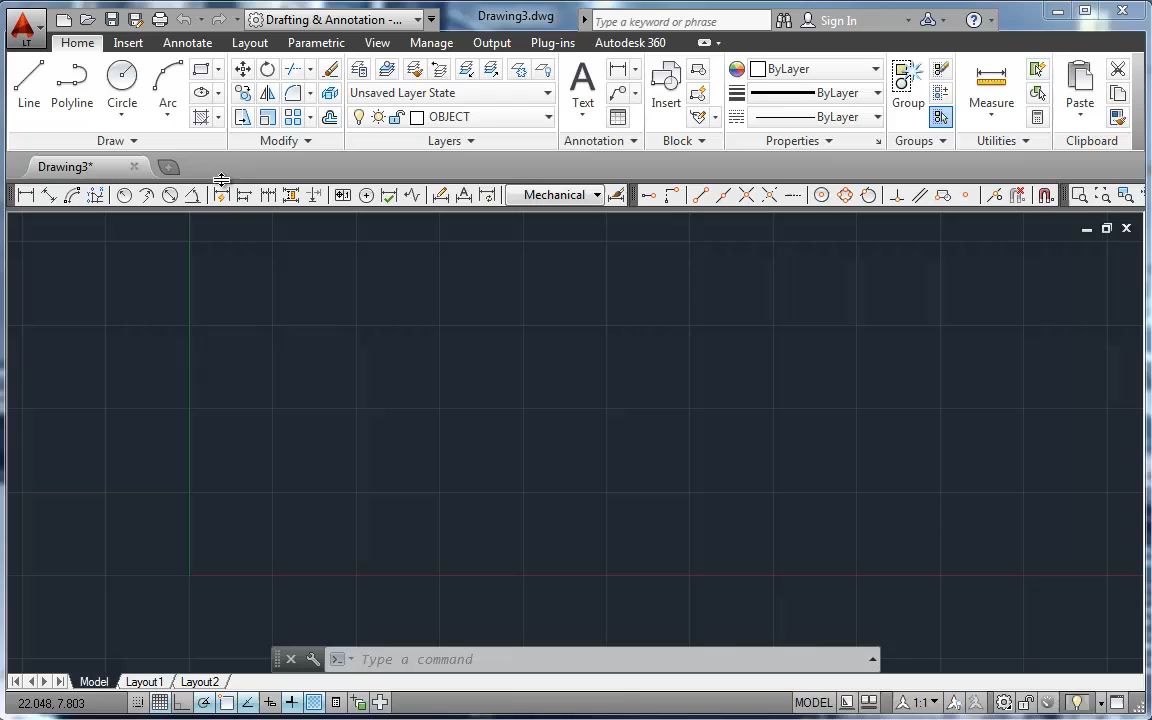 Drafting & Annotation -...
Drawing3.dwg
Type a keyword or phrase
Sign In
LT
Home Insert Annotate Layout Parametric View Manage Output Plug-ins Autodesk 360
Line Polyline Circle Arc
Draw
Modify
Unsaved Layer State
OBJECT
Layers
Text
Annotation
Insert
Block
ByLayer
ByLayer
ByLayer
Properties
Group
Groups
Measure
Utilities
Paste
Clipboard
Drawing3*
Mechanical
Type a command
Model Layout1 Layout2
22.048, 7.803
MODEL
1:1